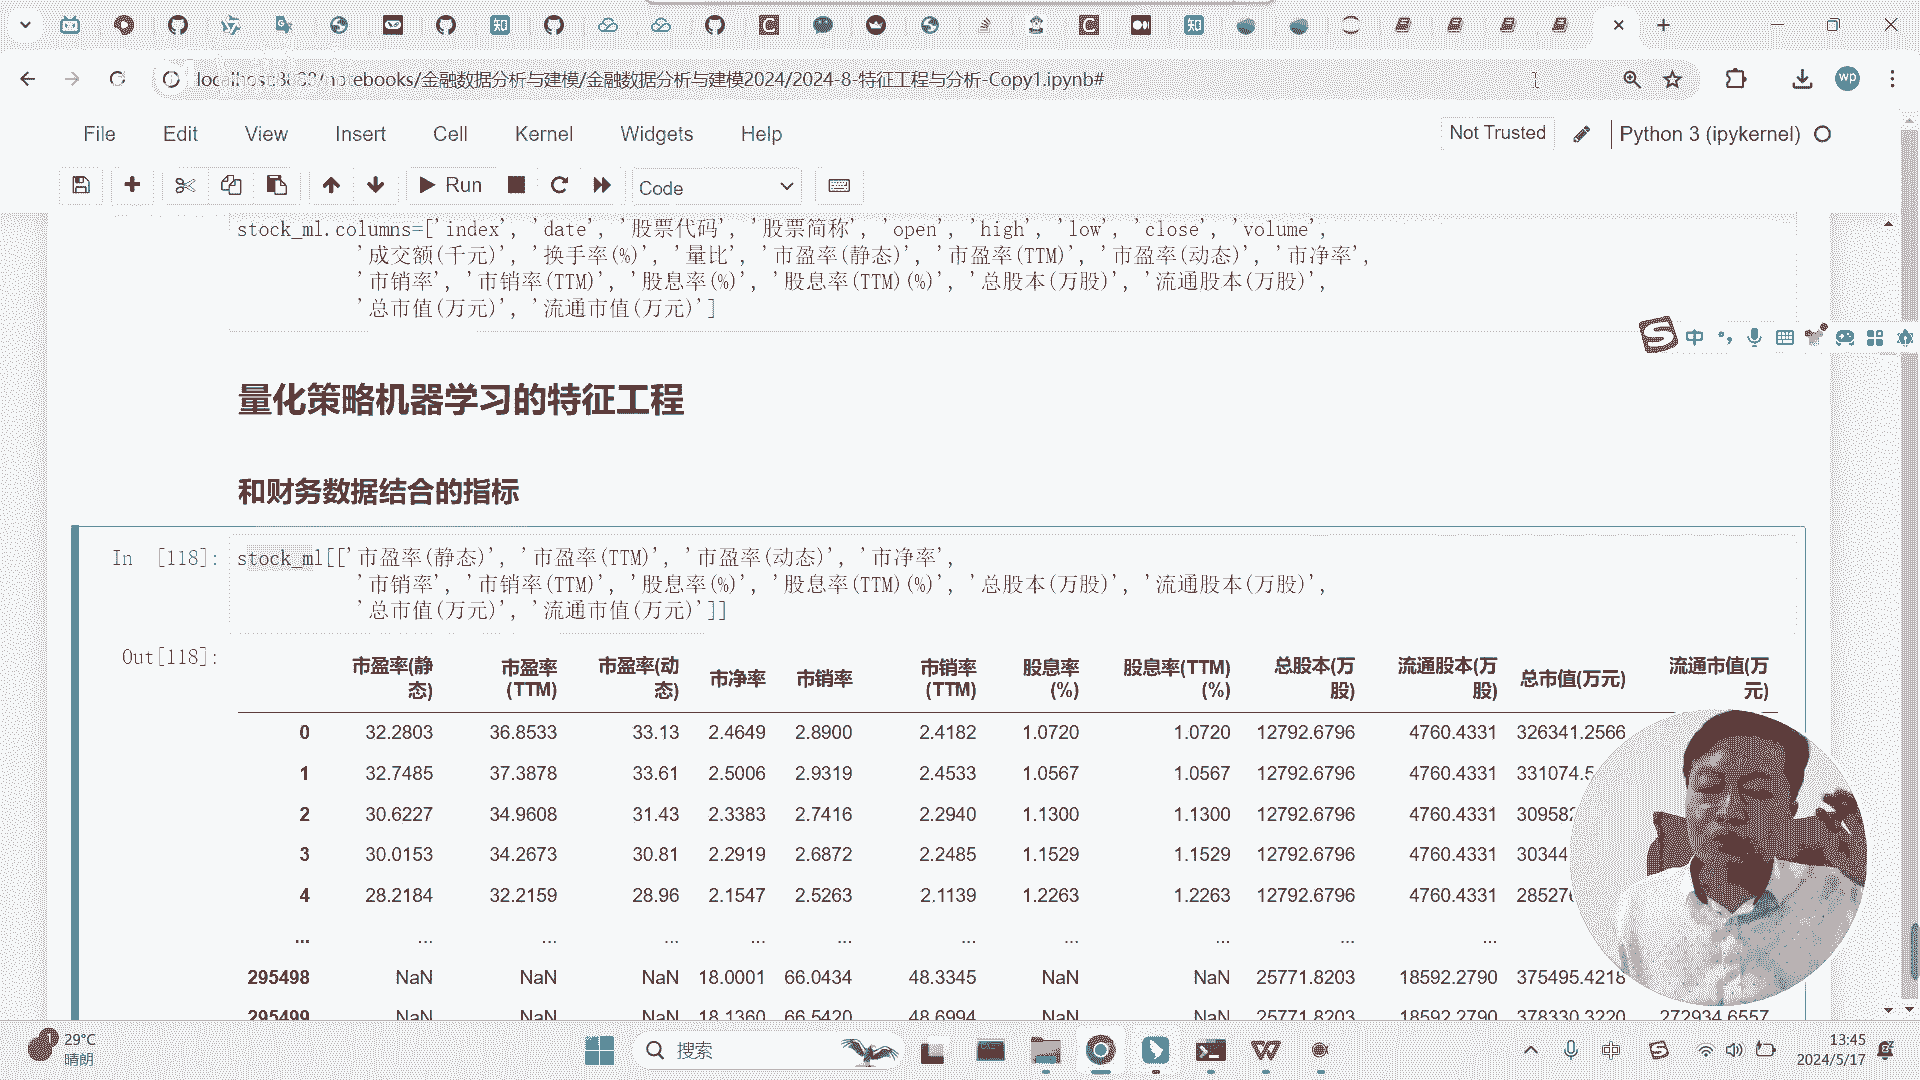 wp
/金融数据分析与建模/金融数据分析与建模2024/2024-8-特征工程与分析-Copy1.ipynb#
File Edit View Insert Cell Kernel Widgets Help
Not Trusted
Python 3 (ipykernel)
Run
Code
stock_ml.columns=['index', 'date', '股票代码', '股票简称', 'open', 'high', 'low', 'close', 'volume',
'成交额(千元)', '换手率(%)', '量比', '市盈率(静态)', '市盈率(TTM)', '市盈率(动态)', '市净率',
'市销率', '市销率(TTM)', '股息率(%)', '股息率(TTM)(%)', '总股本(万股)', '流通股本(万股)',
'总市值(万元)', '流通市值(万元)']
中
量化策略机器学习的特征工程
和财务数据结合的指标
In [118]: stock_ml[['市盈率(静态)', '市盈率(TTM)', '市盈率(动态)', '市净率',
'市销率', '市销率(TTM)', '股息率(%)', '股息率(TTM)(%)', '总股本(万股)', '流通股本(万股)',
'总市值(万元)', '流通市值(万元)']]
Out[118]:
市盈率(静态) 市盈率(TTM) 市盈率(动态) 市净率 市销率 市销率(TTM) 股息率(%) 股息率(TTM)(%) 总股本(万股) 流通股本(万股) 总市值(万元) 流通市值(万元)
0 32.2803 36.8533 33.13 2.4649 2.8900 2.4182 1.0720 1.0720 12792.6796 4760.4331 326341.2566
1 32.7485 37.3878 33.61 2.5006 2.9319 2.4533 1.0567 1.0567 12792.6796 4760.4331 331074.5
2 30.6227 34.9608 31.43 2.3383 2.7416 2.2940 1.1300 1.1300 12792.6796 4760.4331 309582
3 30.0153 34.2673 30.81 2.2919 2.6872 2.2485 1.1529 1.1529 12792.6796 4760.4331 30344
4 28.2184 32.2159 28.96 2.1547 2.5263 2.1139 1.2263 1.2263 12792.6796 4760.4331 28527
... ... ... ... ... ... ... ... ... ... ...
295498 NaN NaN NaN 18.0001 66.0434 48.3345 NaN NaN 25771.8203 18592.2790 375495.4218
295499 NaN NaN NaN 18.1360 66.5420 48.6994 NaN NaN 25771.8203 18592.2790 378330.3220 272934.6557
29°C
晴朗
搜索
中
13:45
2024/5/17